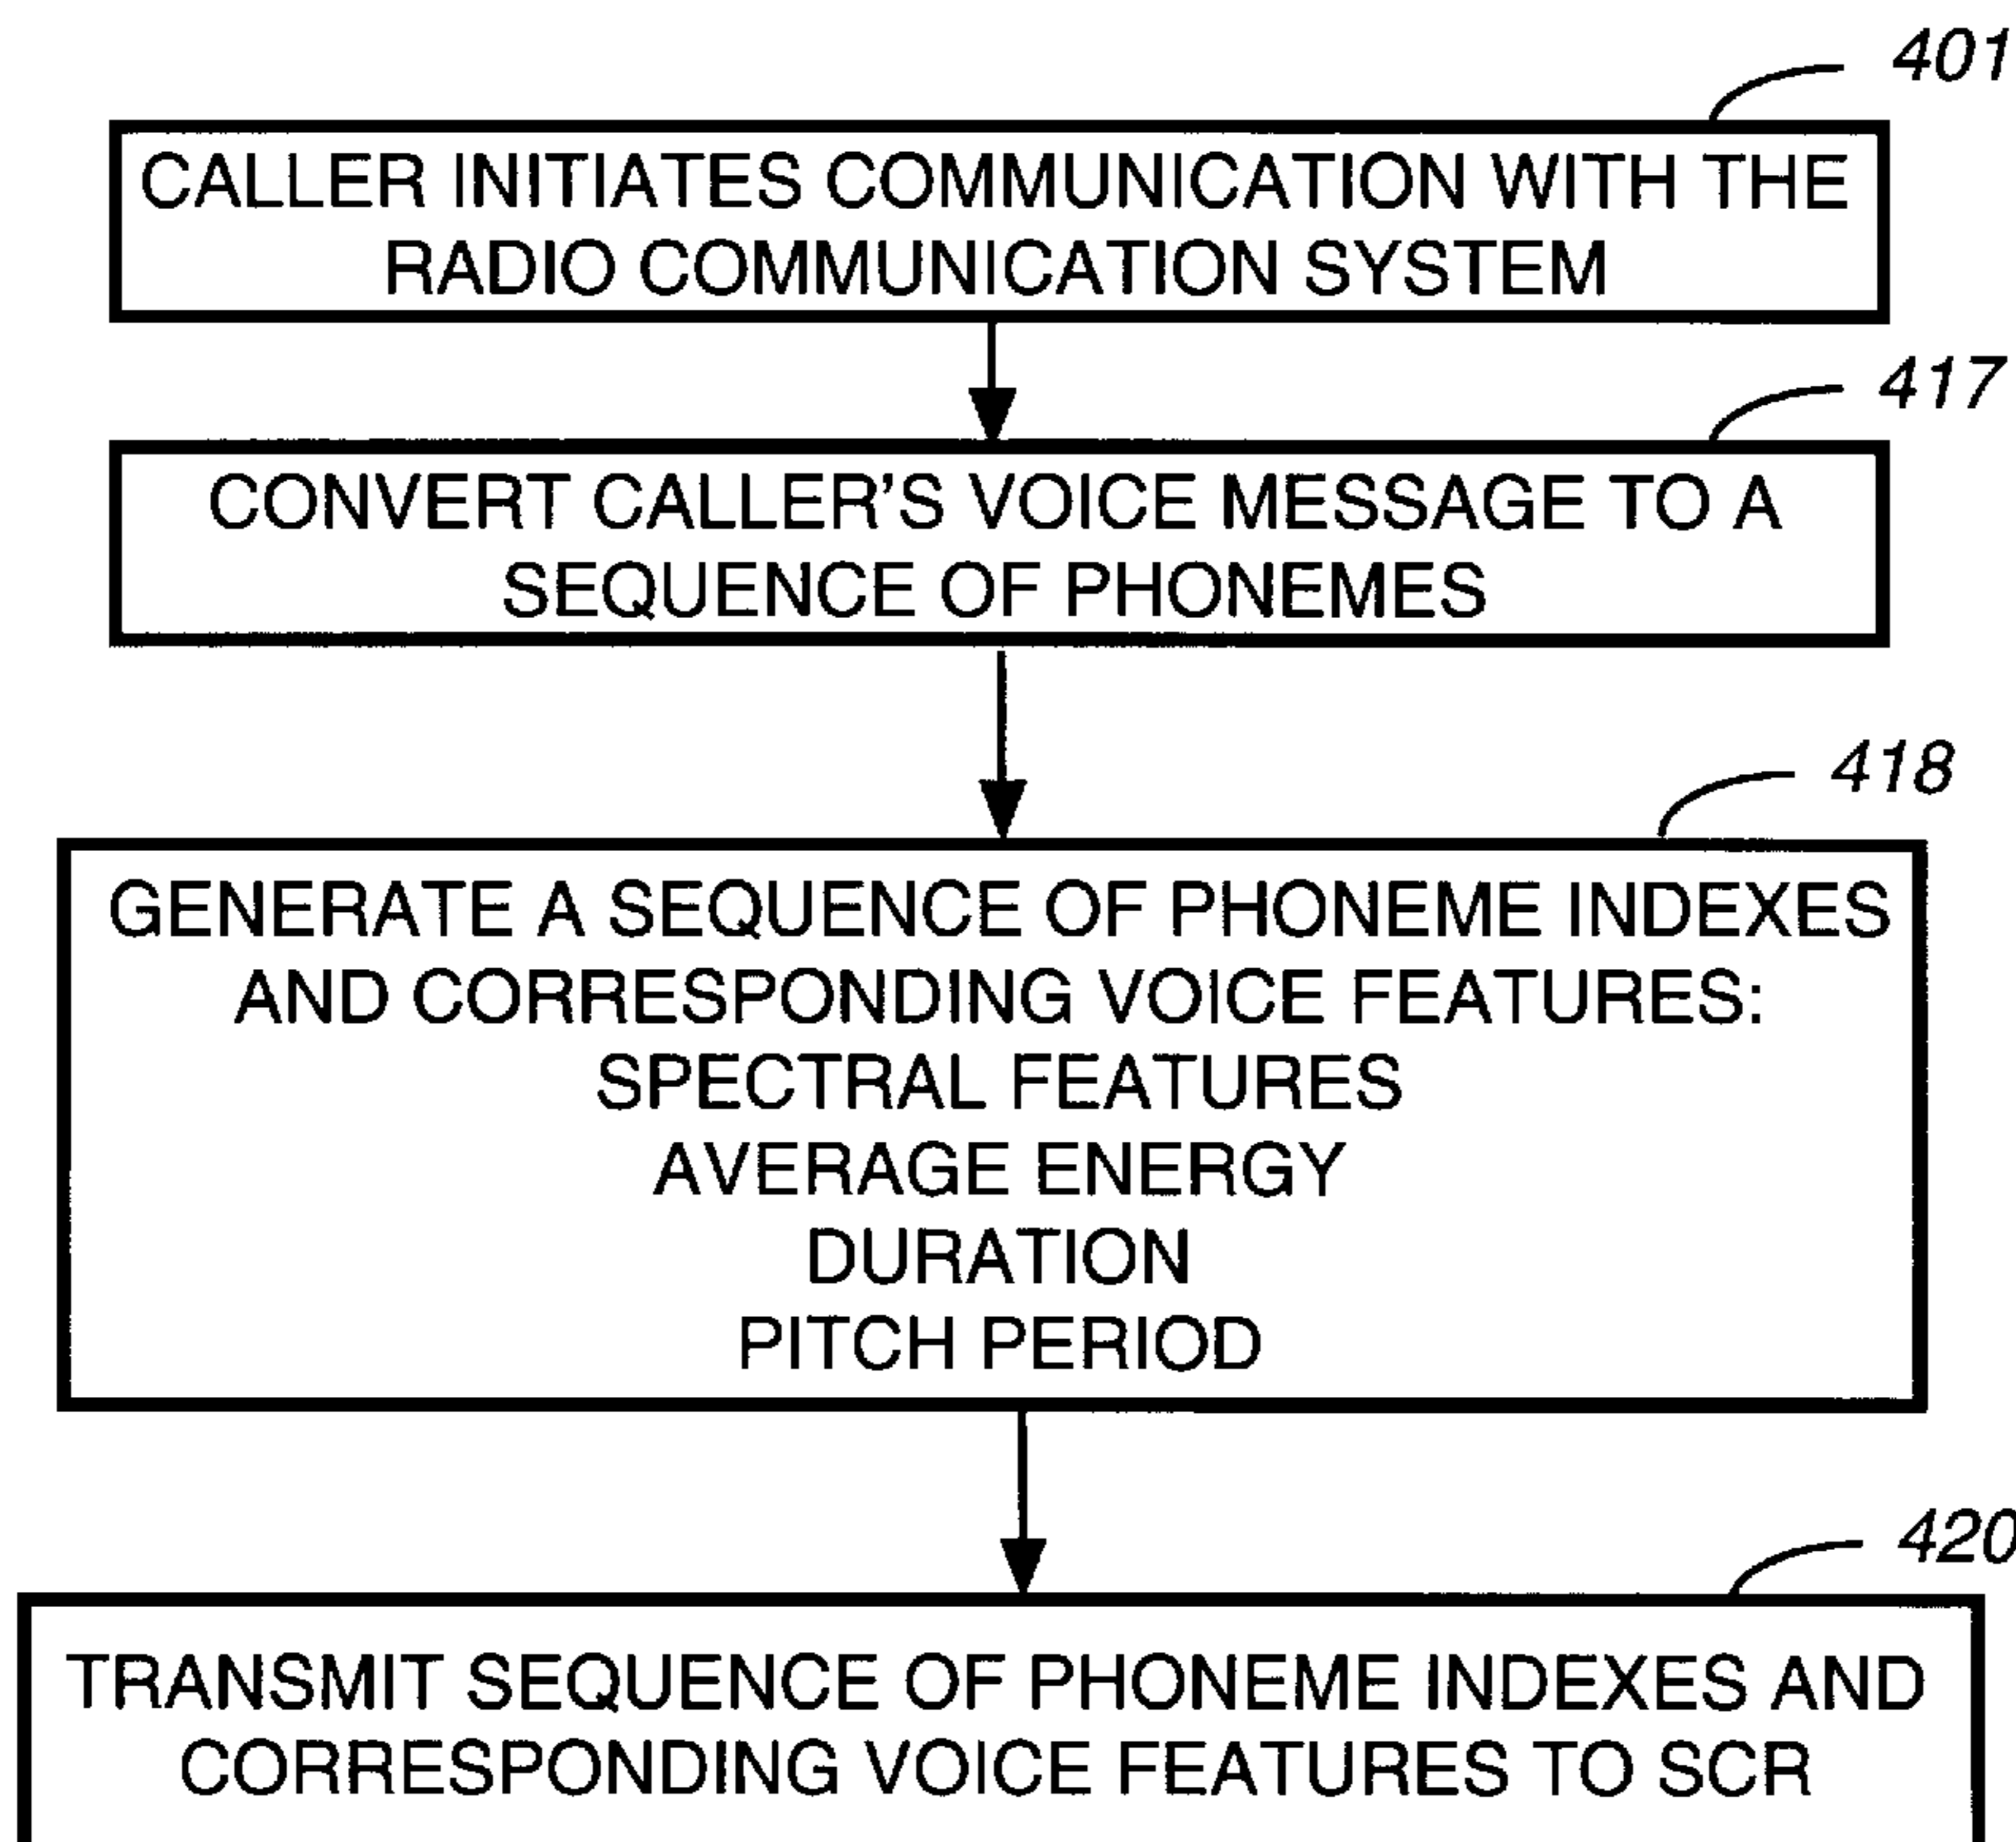 401
CALLER INITIATES COMMUNICATION WITH THE
RADIO COMMUNICATION SYSTEM
417
CONVERT CALLER’S VOICE MESSAGE TO A
SEQUENCE OF PHONEMES
418
GENERATE A SEQUENCE OF PHONEME INDEXES
AND CORRESPONDING VOICE FEATURES:
SPECTRAL FEATURES
AVERAGE ENERGY
DURATION
PITCH PERIOD
420
TRANSMIT SEQUENCE OF PHONEME INDEXES AND
CORRESPONDING VOICE FEATURES TO SCR